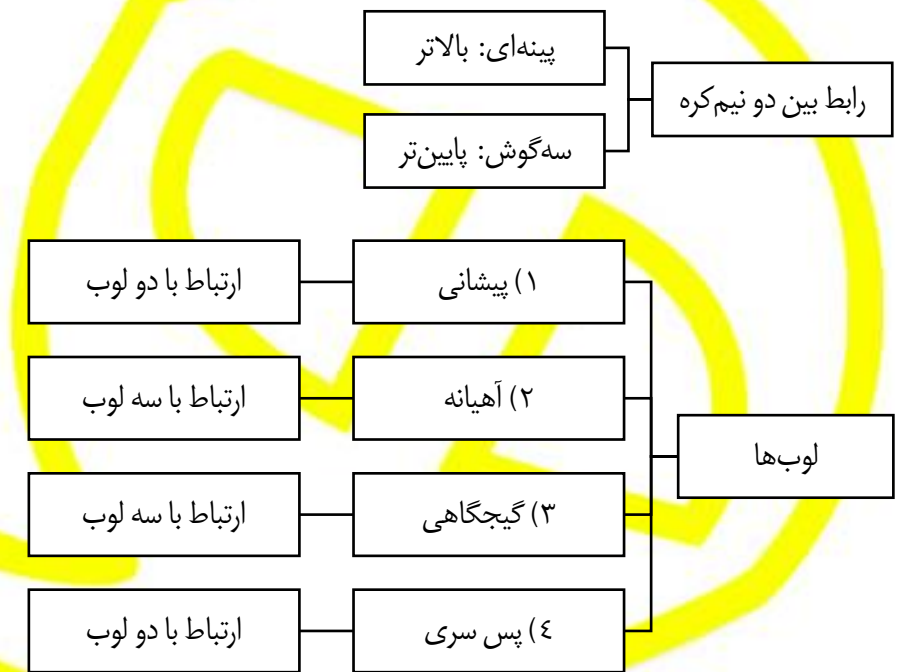 رابط بین دو نیم‌کره
پینه‌ای: بالاتر
سه‌گوش: پایین‌تر
لوب‌ها
۱) پیشانی
ارتباط با دو لوب
۲) آهیانه
ارتباط با سه لوب
۳) گیجگاهی
ارتباط با سه لوب
٤) پس سری
ارتباط با دو لوب